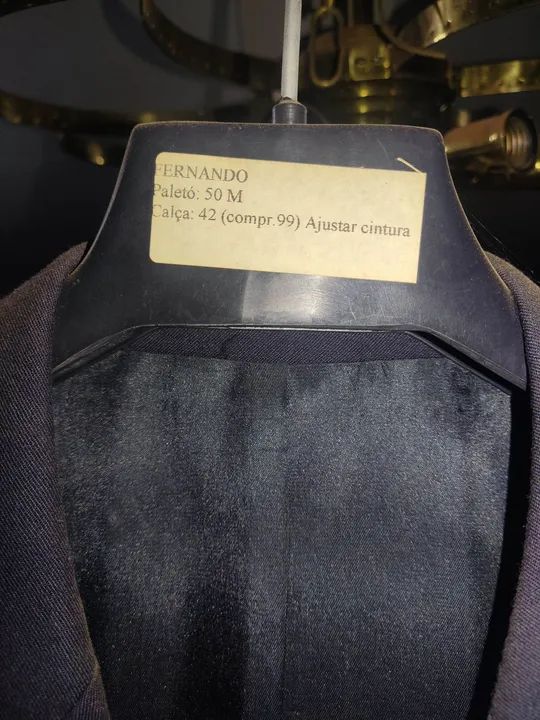 FERNANDO
Paletó: 50 M
Calça: 42 (compr.99) Ajustar cintura